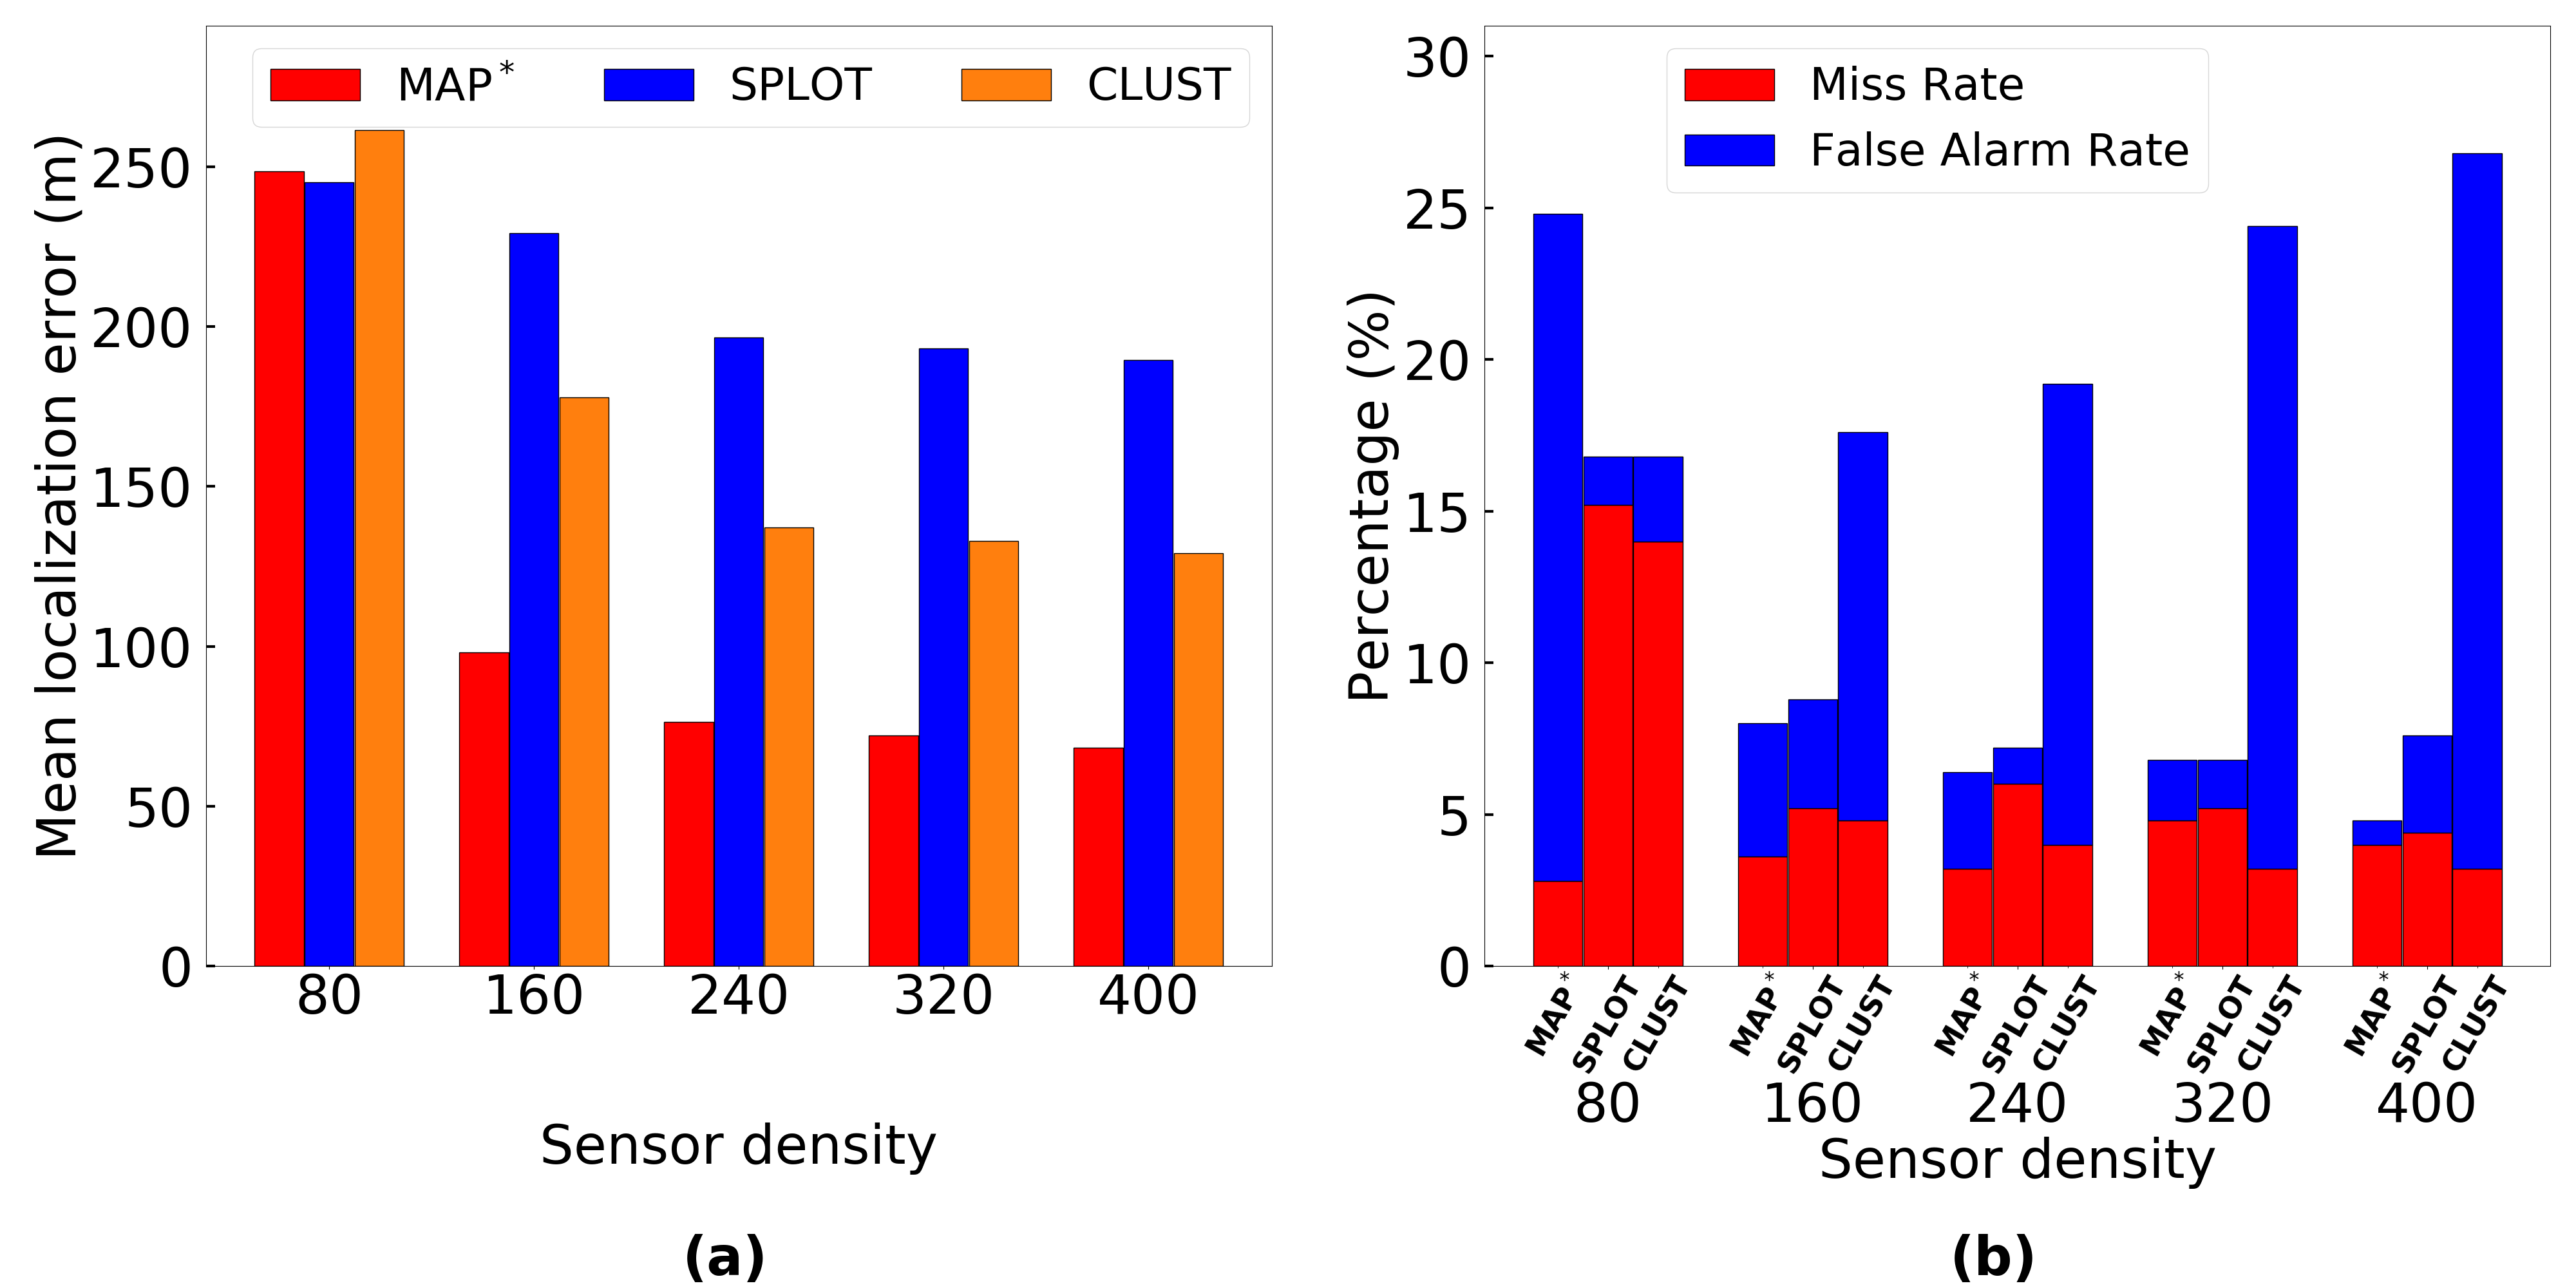 MAP* SPLOT CLUST
Mean localization error (m)
250
200
150
100
50
0
80 160 240 320 400
Sensor density
(a)
Miss Rate
False Alarm Rate
Percentage (%)
30
25
20
15
10
5
0
MAP* SPLOT CLUST MAP* SPLOT CLUST MAP* SPLOT CLUST MAP* SPLOT CLUST MAP* SPLOT CLUST
80 160 240 320 400
Sensor density
(b)